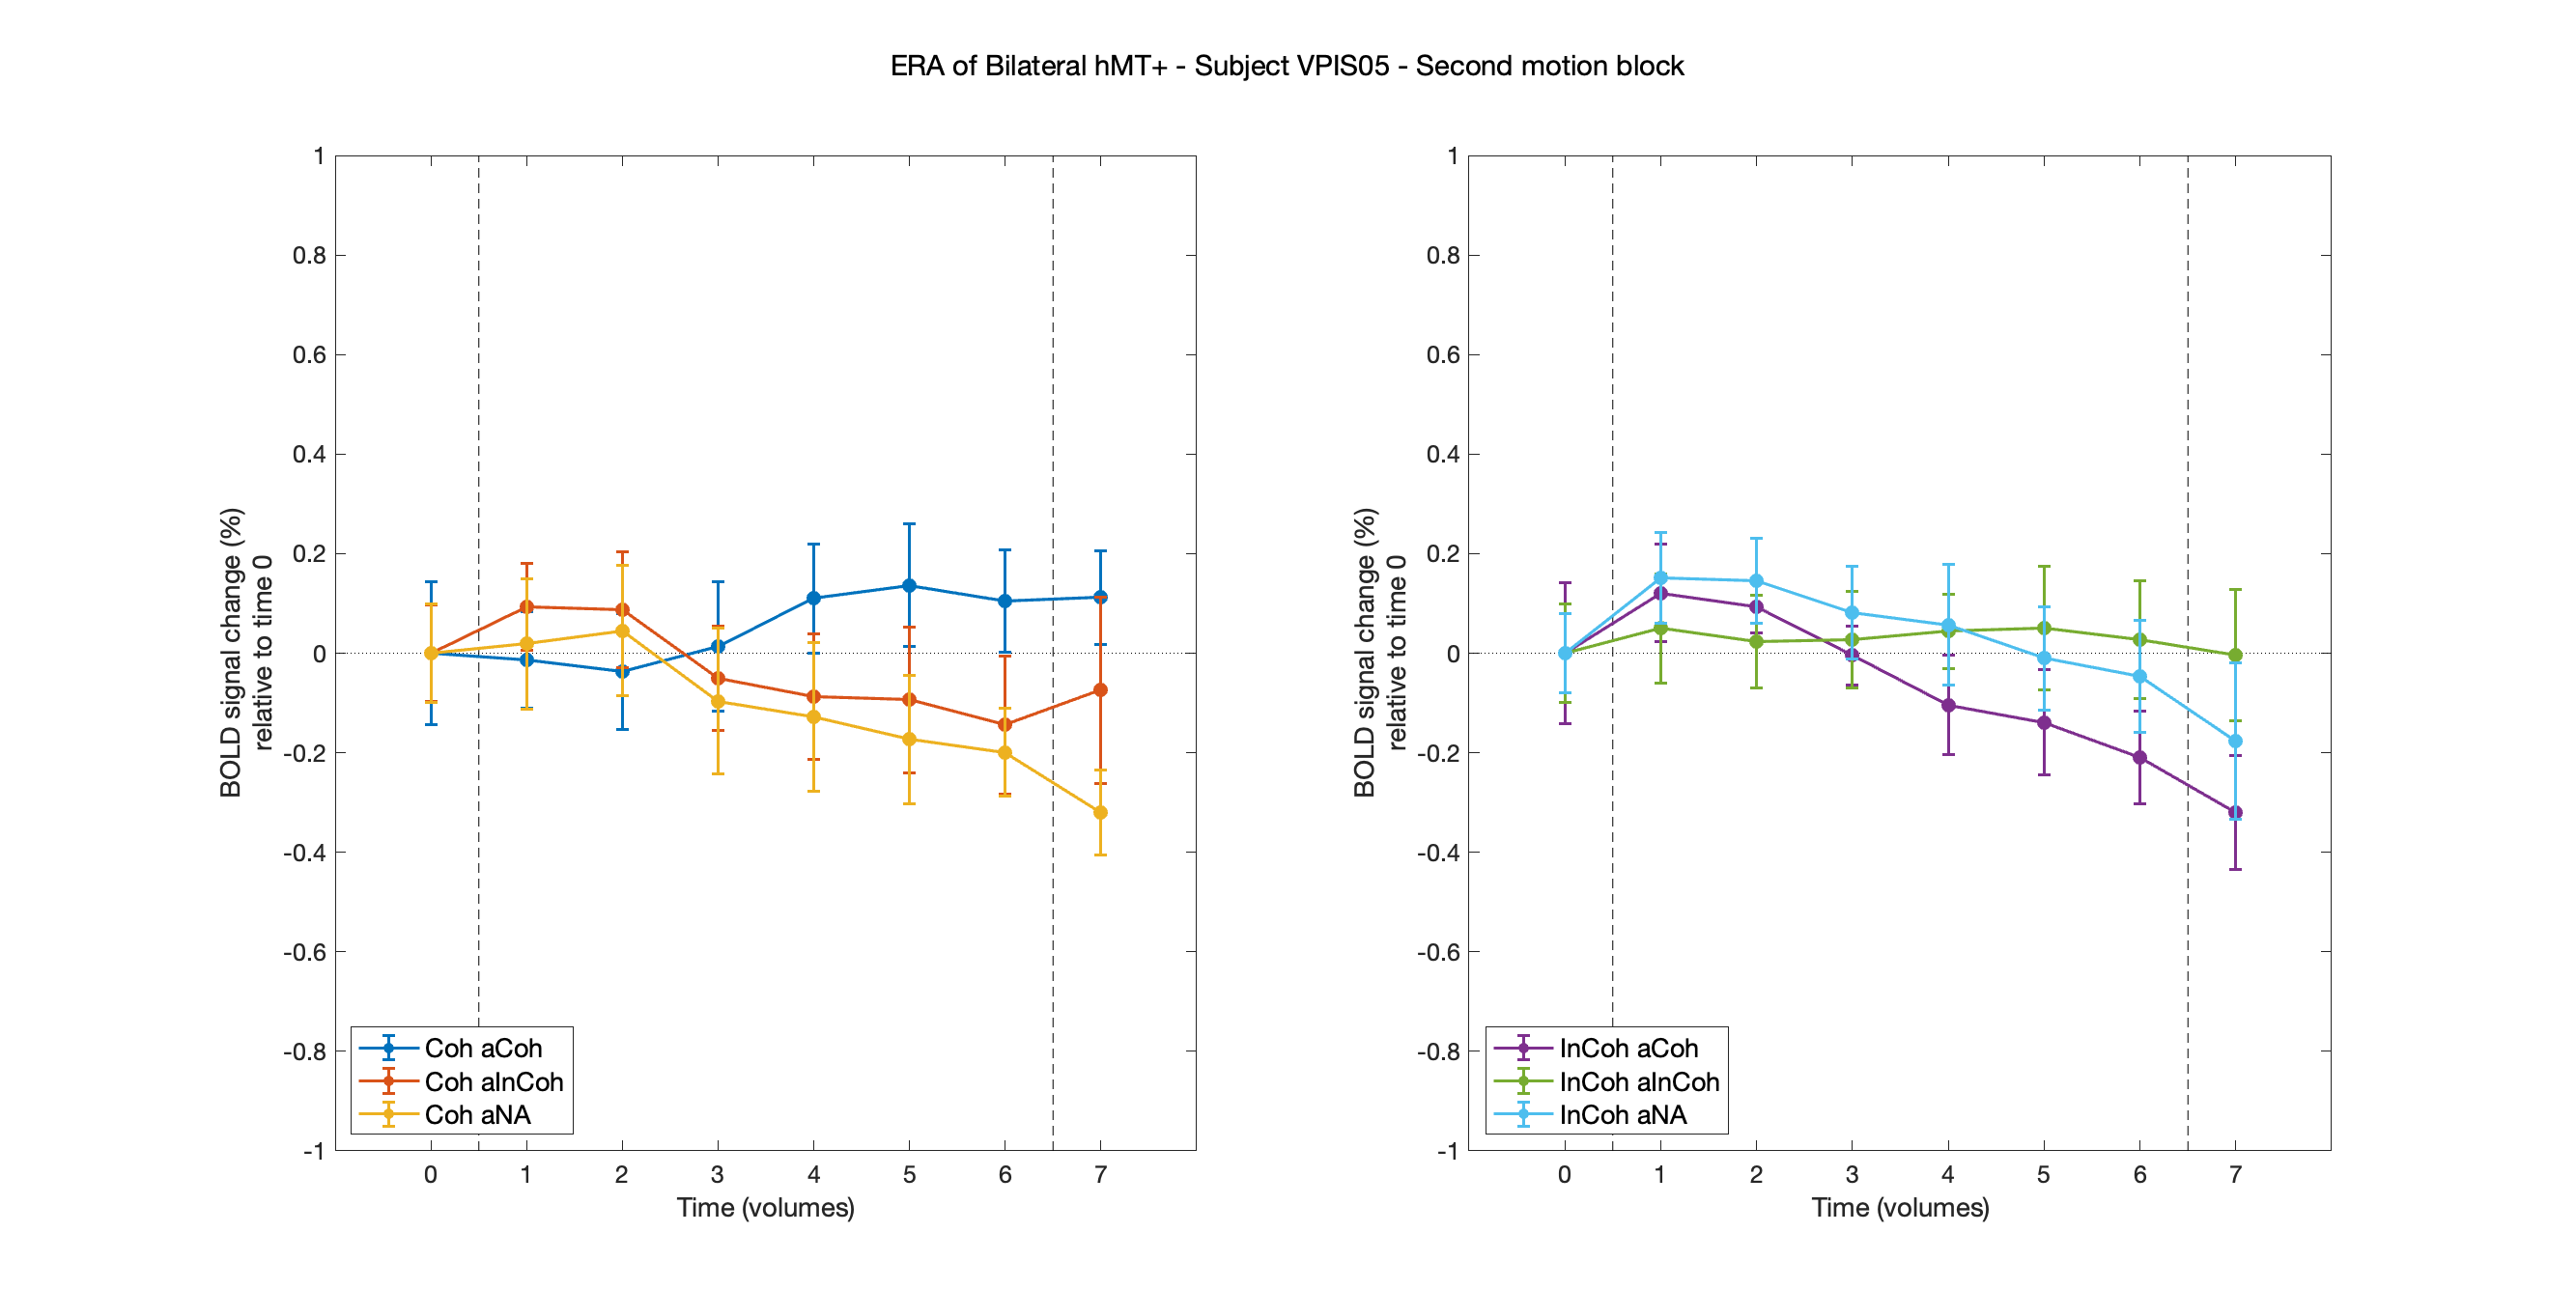 ERA of Bilateral hMT+ - Subject VPIS05 - Second motion block
BOLD signal change (%)
relative to time 0
1
0.8
0.6
0.4
0.2
0
-0.2
-0.4
-0.6
-0.8
-1
0 1 2 3 4 5 6 7
Time (volumes)
Coh aCoh
Coh aInCoh
Coh aNA
BOLD signal change (%)
relative to time 0
1
0.8
0.6
0.4
0.2
0
-0.2
-0.4
-0.6
-0.8
-1
0 1 2 3 4 5 6 7
Time (volumes)
InCoh aCoh
InCoh aInCoh
InCoh aNA